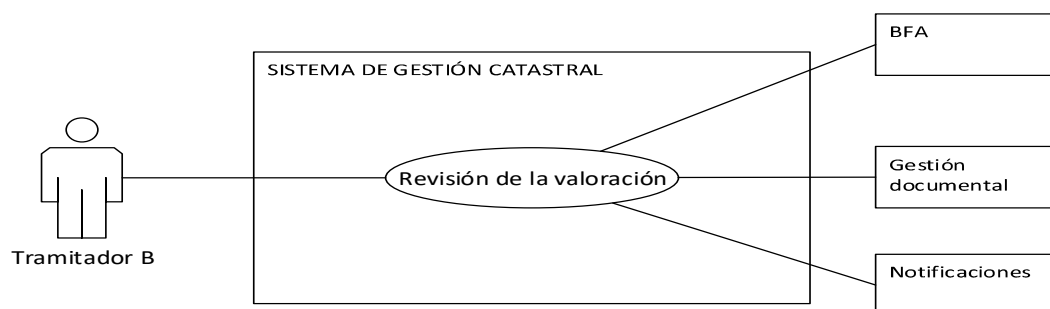 BFA
SISTEMA DE GESTIÓN CATASTRAL
Gestión
documental
Revisión de la valoración
Tramitador B
Notificaciones